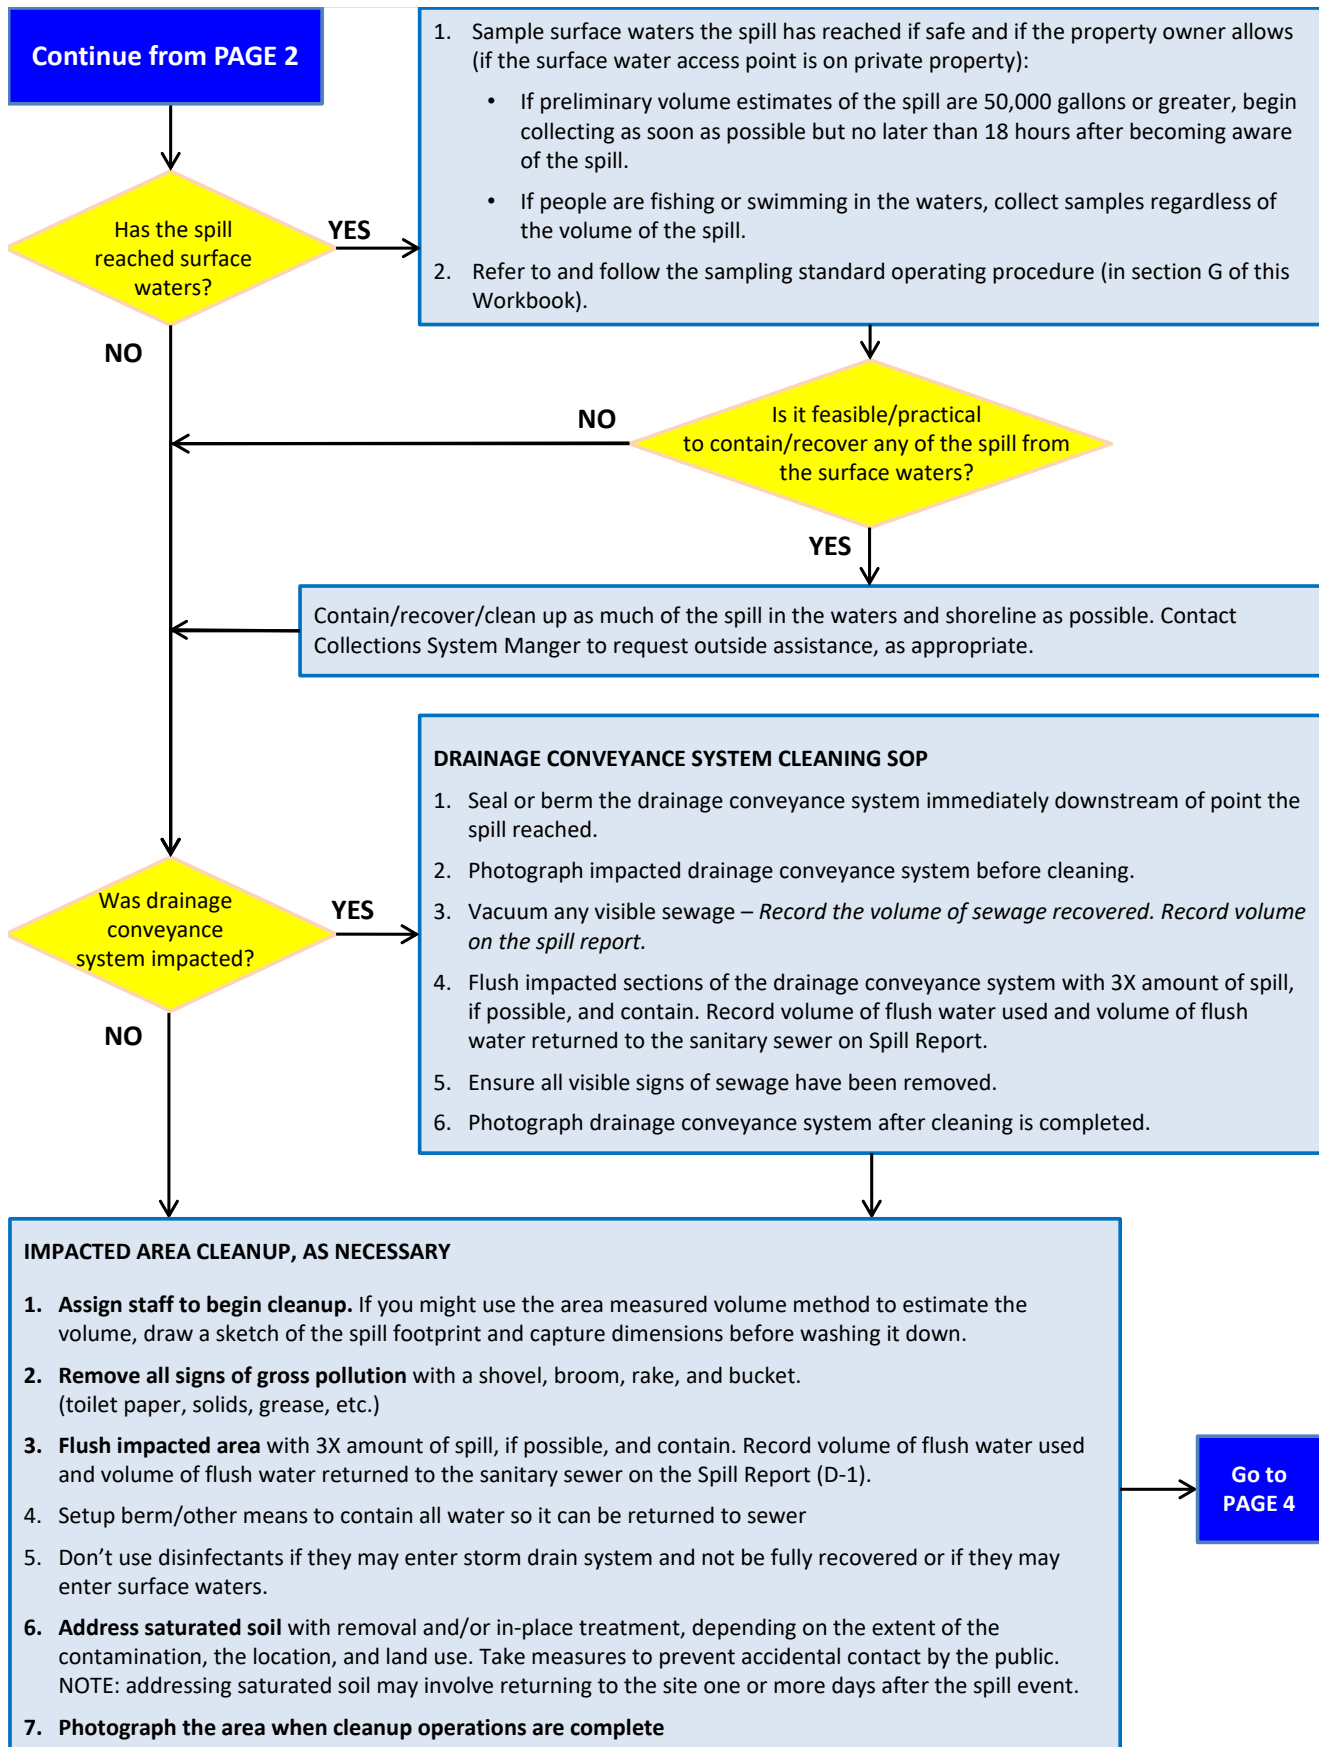 Continue from PAGE 2
1. Sample surface waters the spill has reached if safe and if the property owner allows
(if the surface water access point is on private property):
• If preliminary volume estimates of the spill are 50,000 gallons or greater, begin
collecting as soon as possible but no later than 18 hours after becoming aware
of the spill.
• If people are fishing or swimming in the waters, collect samples regardless of
the volume of the spill.
2. Refer to and follow the sampling standard operating procedure (in section G of this
Workbook).
Has the spill
reached surface
waters?
YES
NO
Is it feasible/practical
to contain/recover any of the spill from
the surface waters?
NO
YES
Contain/recover/clean up as much of the spill in the waters and shoreline as possible. Contact
Collections System Manger to request outside assistance, as appropriate.
Was drainage
conveyance
system impacted?
YES
NO
DRAINAGE CONVEYANCE SYSTEM CLEANING SOP
1. Seal or berm the drainage conveyance system immediately downstream of point the
spill reached.
2. Photograph impacted drainage conveyance system before cleaning.
3. Vacuum any visible sewage – Record the volume of sewage recovered. Record volume
on the spill report.
4. Flush impacted sections of the drainage conveyance system with 3X amount of spill,
if possible, and contain. Record volume of flush water used and volume of flush
water returned to the sanitary sewer on Spill Report.
5. Ensure all visible signs of sewage have been removed.
6. Photograph drainage conveyance system after cleaning is completed.
IMPACTED AREA CLEANUP, AS NECESSARY
1. Assign staff to begin cleanup. If you might use the area measured volume method to estimate the
volume, draw a sketch of the spill footprint and capture dimensions before washing it down.
2. Remove all signs of gross pollution with a shovel, broom, rake, and bucket.
(toilet paper, solids, grease, etc.)
3. Flush impacted area with 3X amount of spill, if possible, and contain. Record volume of flush water used
and volume of flush water returned to the sanitary sewer on the Spill Report (D-1).
4. Setup berm/other means to contain all water so it can be returned to sewer
5. Don’t use disinfectants if they may enter storm drain system and not be fully recovered or if they may
enter surface waters.
6. Address saturated soil with removal and/or in-place treatment, depending on the extent of the
contamination, the location, and land use. Take measures to prevent accidental contact by the public.
NOTE: addressing saturated soil may involve returning to the site one or more days after the spill event.
7. Photograph the area when cleanup operations are complete
Go to
PAGE 4